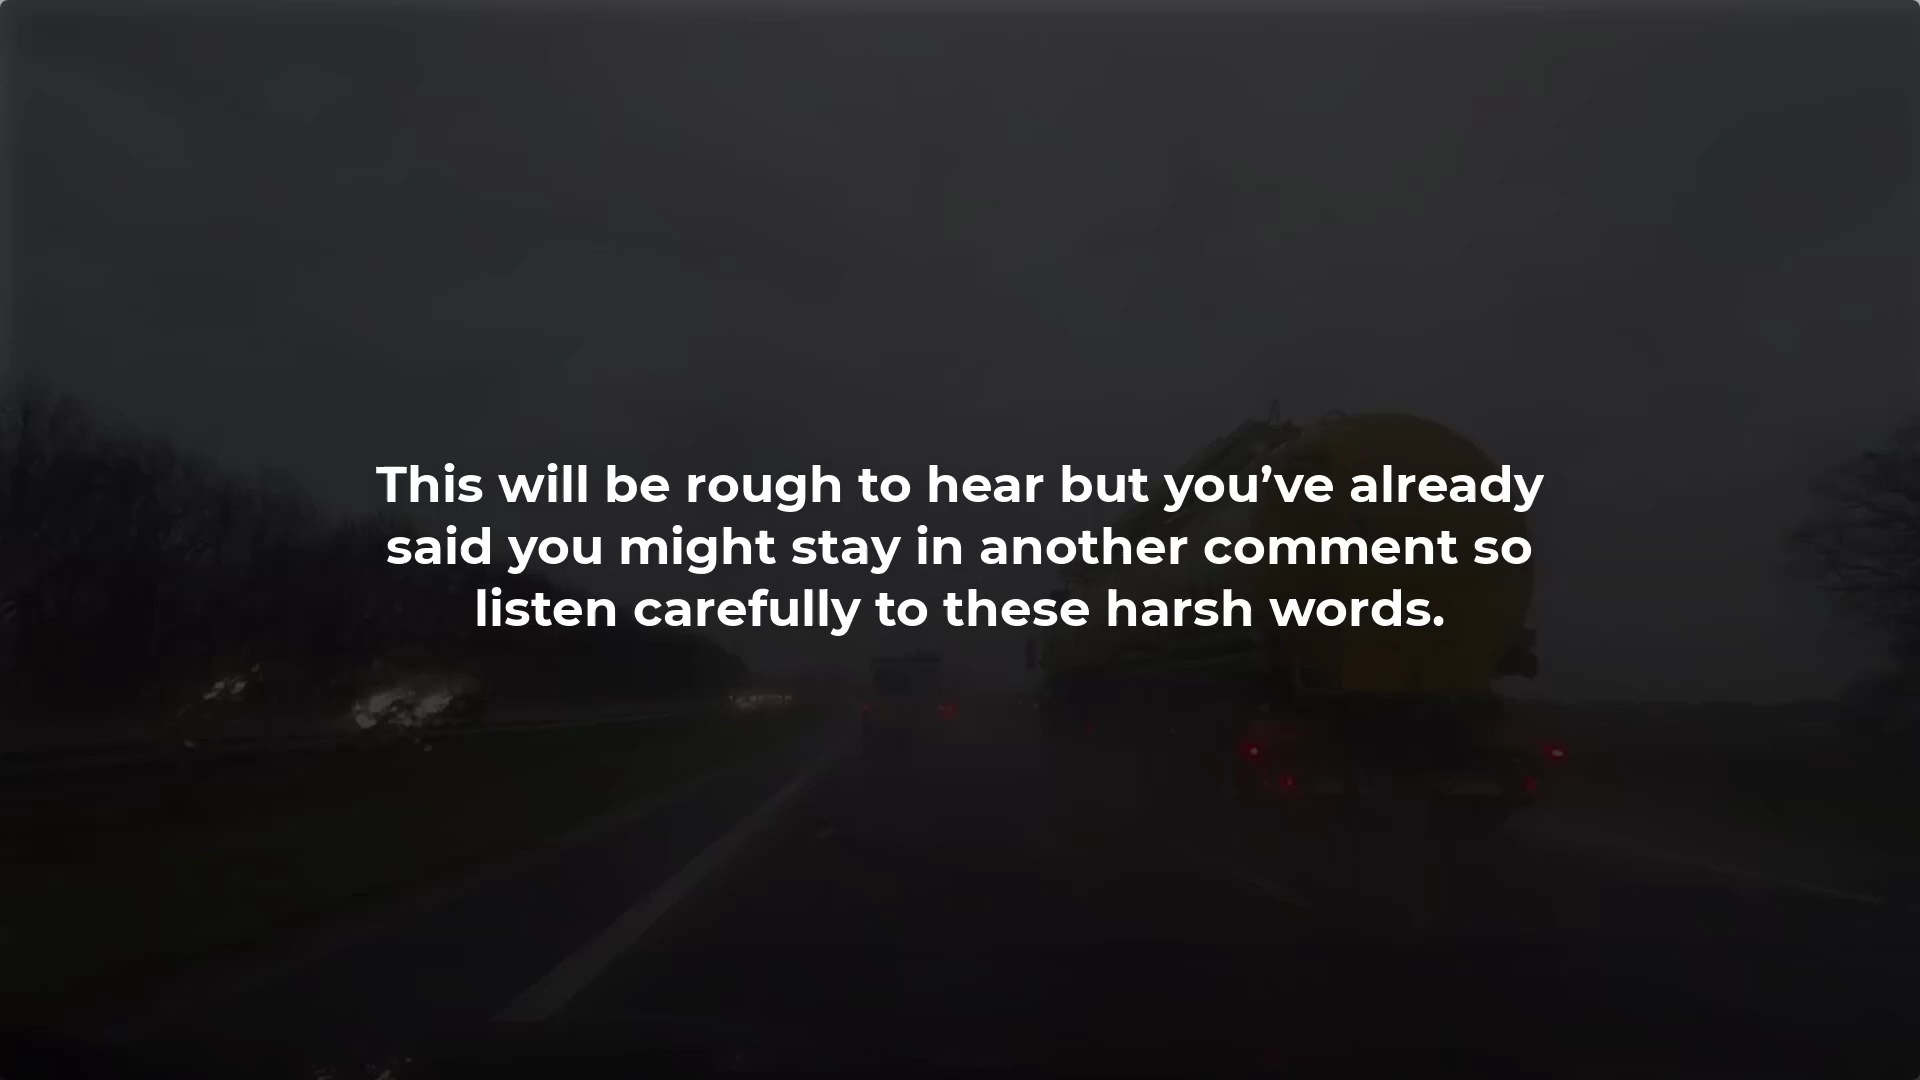 This will be rough to hear but you’ve already
said you might stay in another comment so
listen carefully to these harsh words.